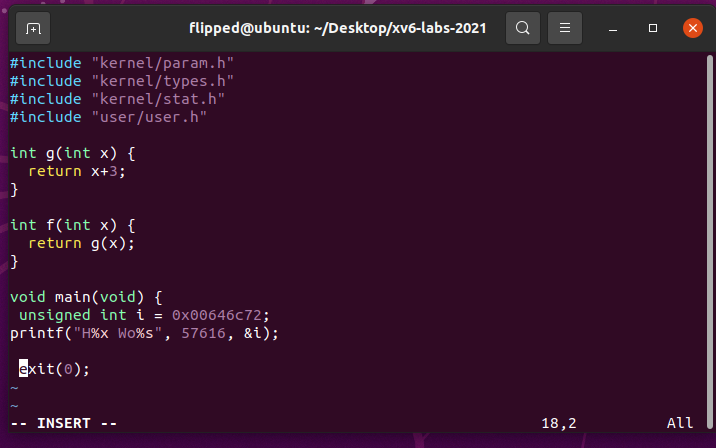 flipped@ubuntu: ~/Desktop/xv6-labs-2021
#include "kernel/param.h"
#include "kernel/types.h"
#include "kernel/stat.h"
#include "user/user.h"

int g(int x) {
  return x+3;
}

int f(int x) {
  return g(x);
}

void main(void) {
 unsigned int i = 0x00646c72;
printf("H%x Wo%s", 57616, &i);

 exit(0);
~
~
-- INSERT -- 18,2 All